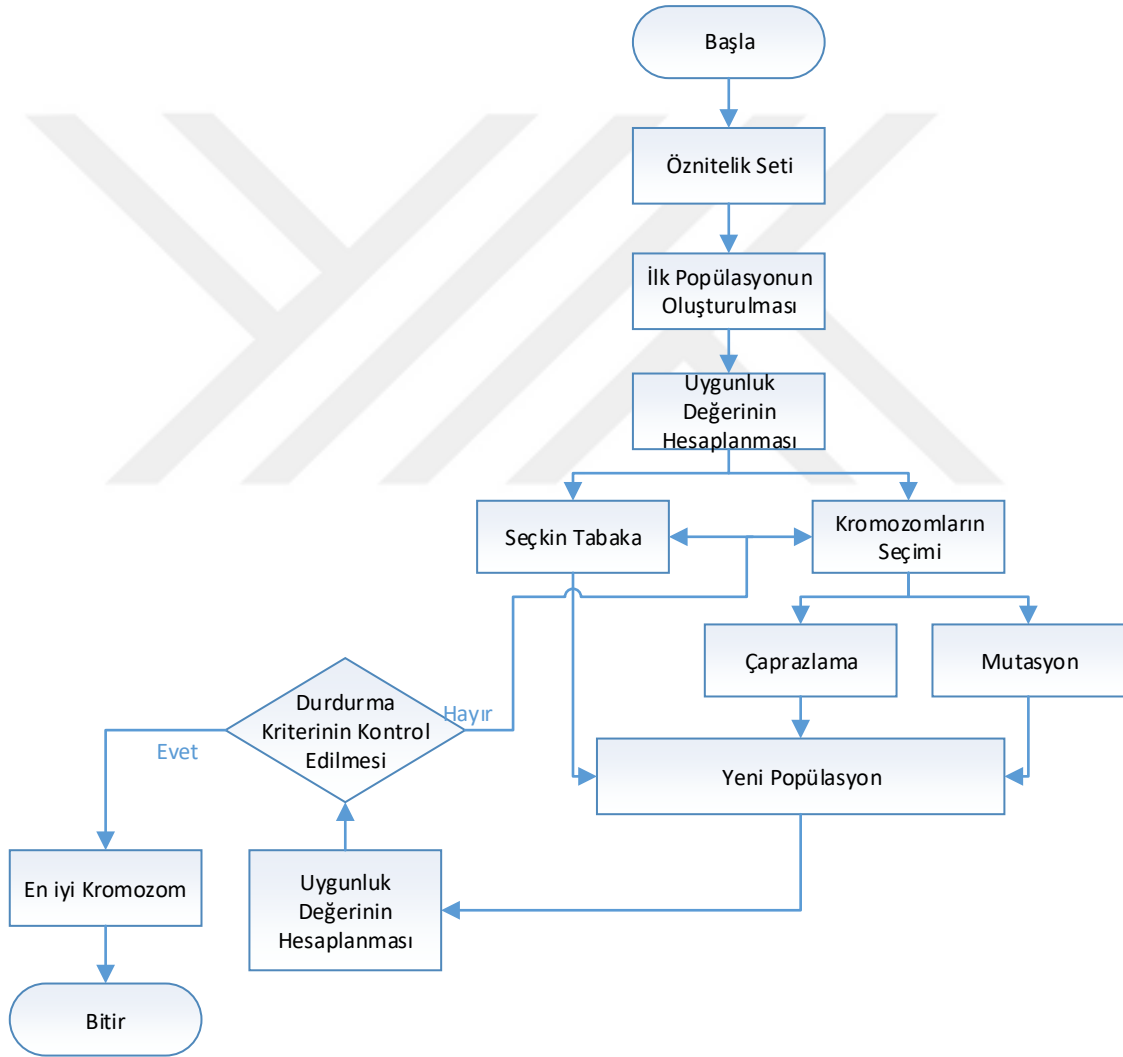 Başla
Öznitelik Seti
İlk Popülasyonun
Oluşturulması
Uygunluk
Değerinin
Hesaplanması
Seçkin Tabaka
Kromozomların
Seçimi
Çaprazlama
Mutasyon
Durdurma
Kriterinin Kontrol
Edilmesi
Hayır
Evet
Yeni Popülasyon
En iyi Kromozom
Uygunluk
Değerinin
Hesaplanması
Bitir